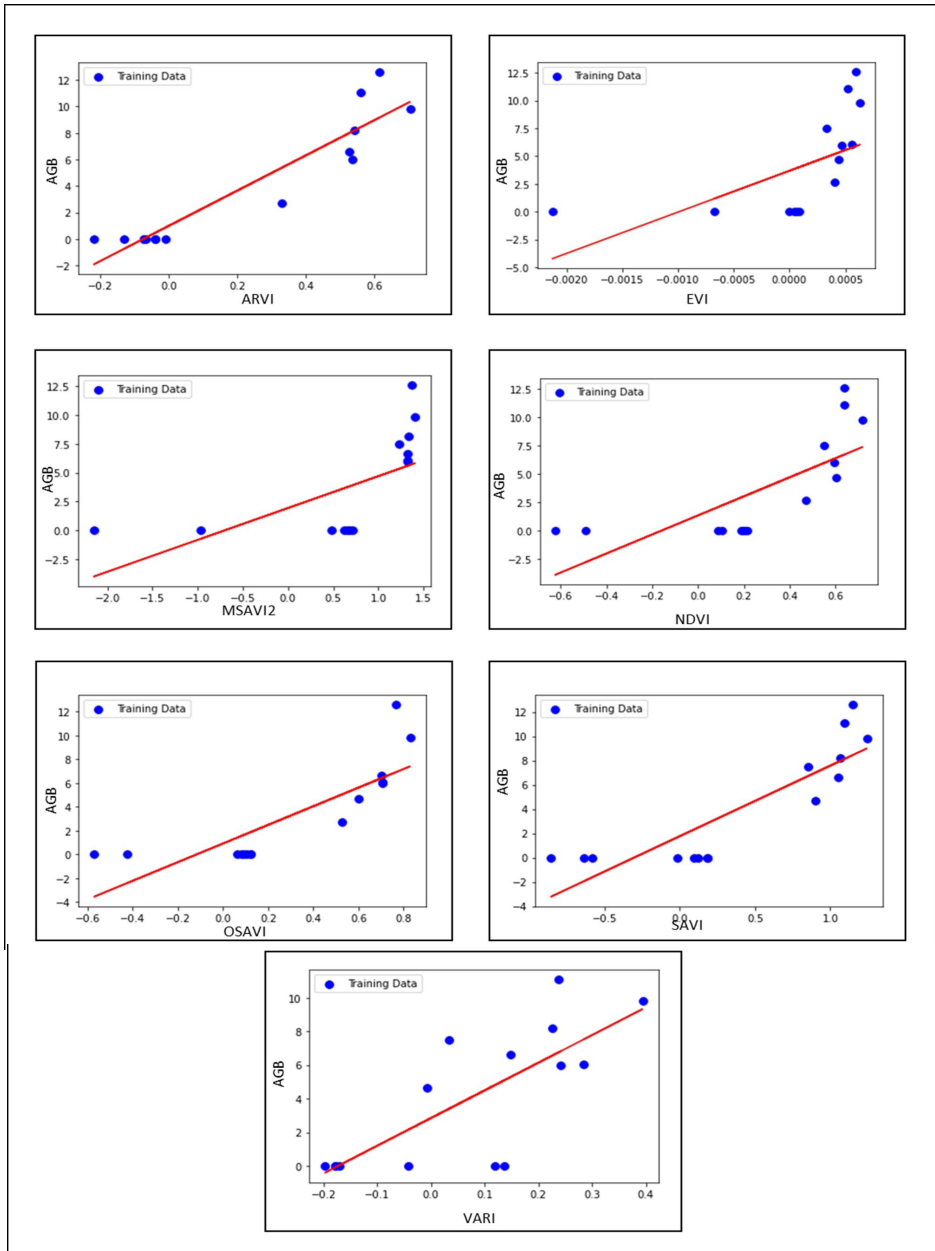 Training Data
12
10
8
6
4
2
0
−2
AGB
−0.2 0.0 0.2 0.4 0.6
ARVI
Training Data
12.5
10.0
7.5
5.0
2.5
0.0
−2.5
−5.0
AGB
−0.0020 −0.0015 −0.0010 −0.0005 0.0000 0.0005
EVI
Training Data
12.5
10.0
7.5
5.0
2.5
0.0
−2.5
AGB
−2.0 −1.5 −1.0 −0.5 0.0 0.5 1.0 1.5
MSAVI2
Training Data
12.5
10.0
7.5
5.0
2.5
0.0
−2.5
AGB
−0.6 −0.4 −0.2 0.0 0.2 0.4 0.6
NDVI
Training Data
12
10
8
6
4
2
0
−2
−4
AGB
−0.6 −0.4 −0.2 0.0 0.2 0.4 0.6 0.8
OSAVI
Training Data
12
10
8
6
4
2
0
−2
−4
AGB
−0.5 0.0 0.5 1.0
SAVI
Training Data
10
8
6
4
2
0
AGB
−0.2 −0.1 0.0 0.1 0.2 0.3 0.4
VARI